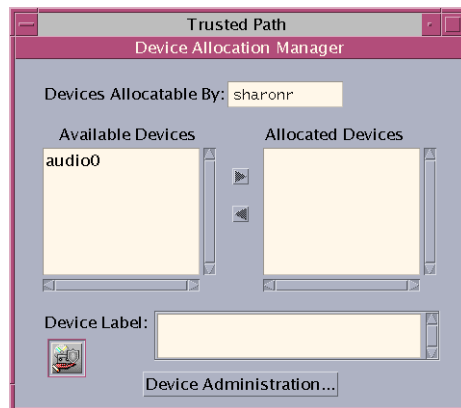 Trusted Path
Device Allocation Manager
Devices Allocatable By: sharonr
Available Devices
Allocated Devices
audio0
Device Label:
Device Administration...